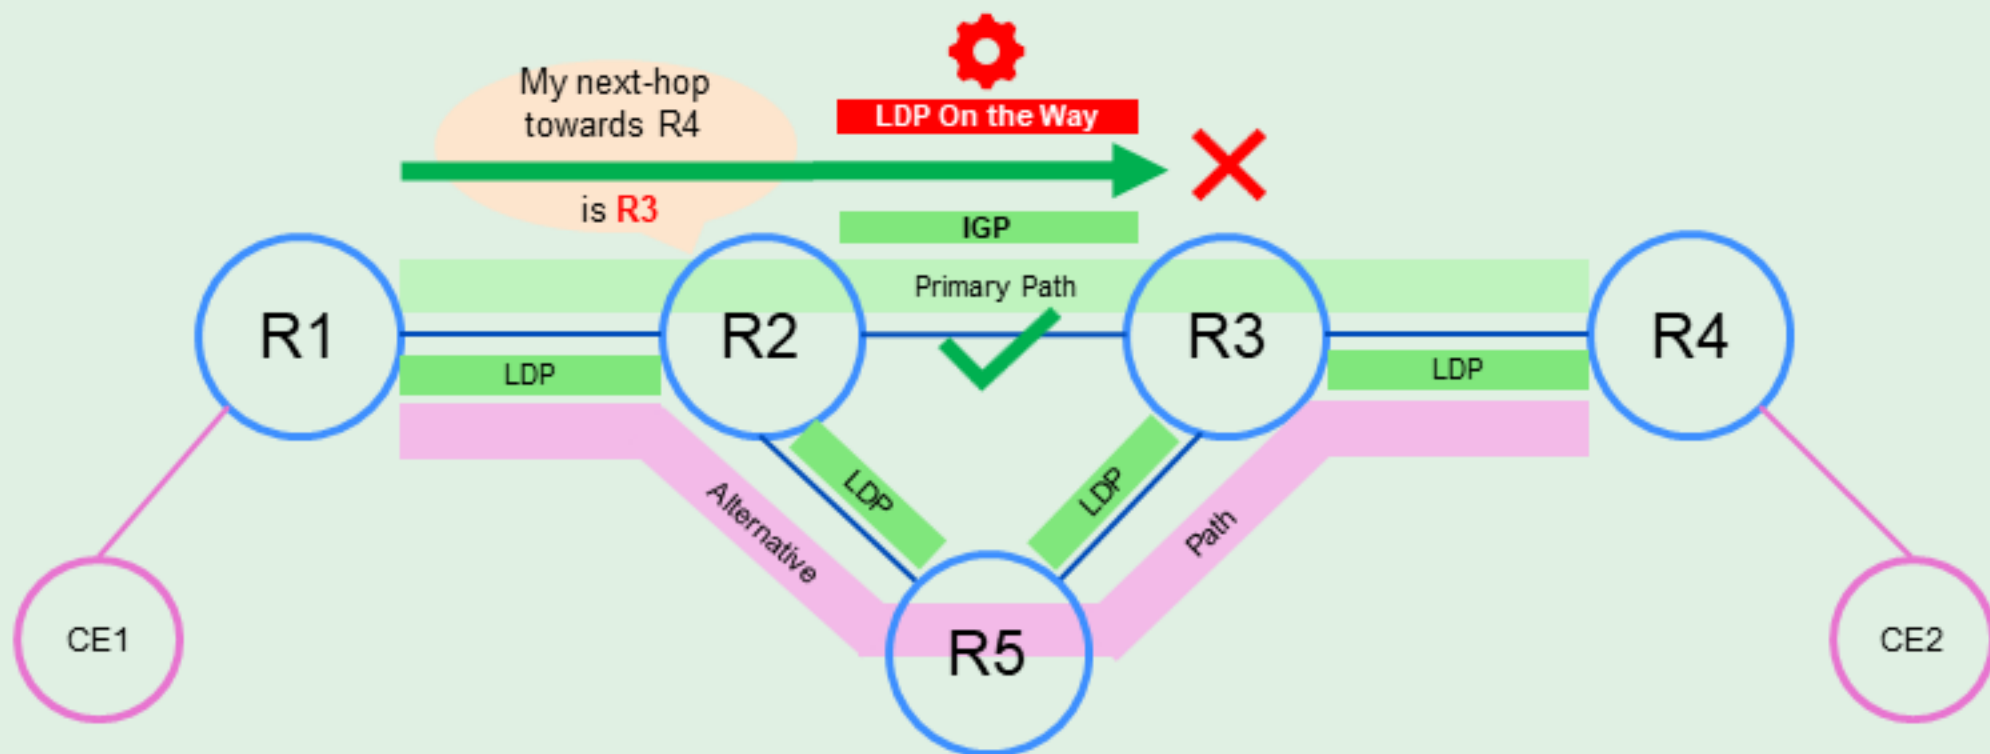 My next-hop
towards R4
is R3
LDP On the Way
IGP
Primary Path
R1
R2
R3
R4
LDP
LDP
LDP
LDP
Alternative
Path
R5
CE1
CE2